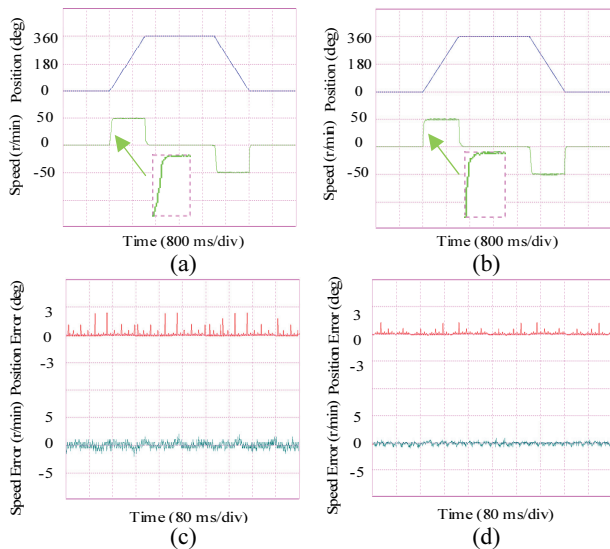 Position (deg)
360
180
0
Speed (r/min)
50
0
-50
Time (800 ms/div)
(a)
Position (deg)
360
180
0
Speed (r/min)
50
0
-50
Time (800 ms/div)
(b)
Position Error (deg)
3
0
-3
Speed Error (r/min)
5
0
-5
Time (80 ms/div)
(c)
Position Error (deg)
3
0
-3
Speed Error (r/min)
5
0
-5
Time (80 ms/div)
(d)